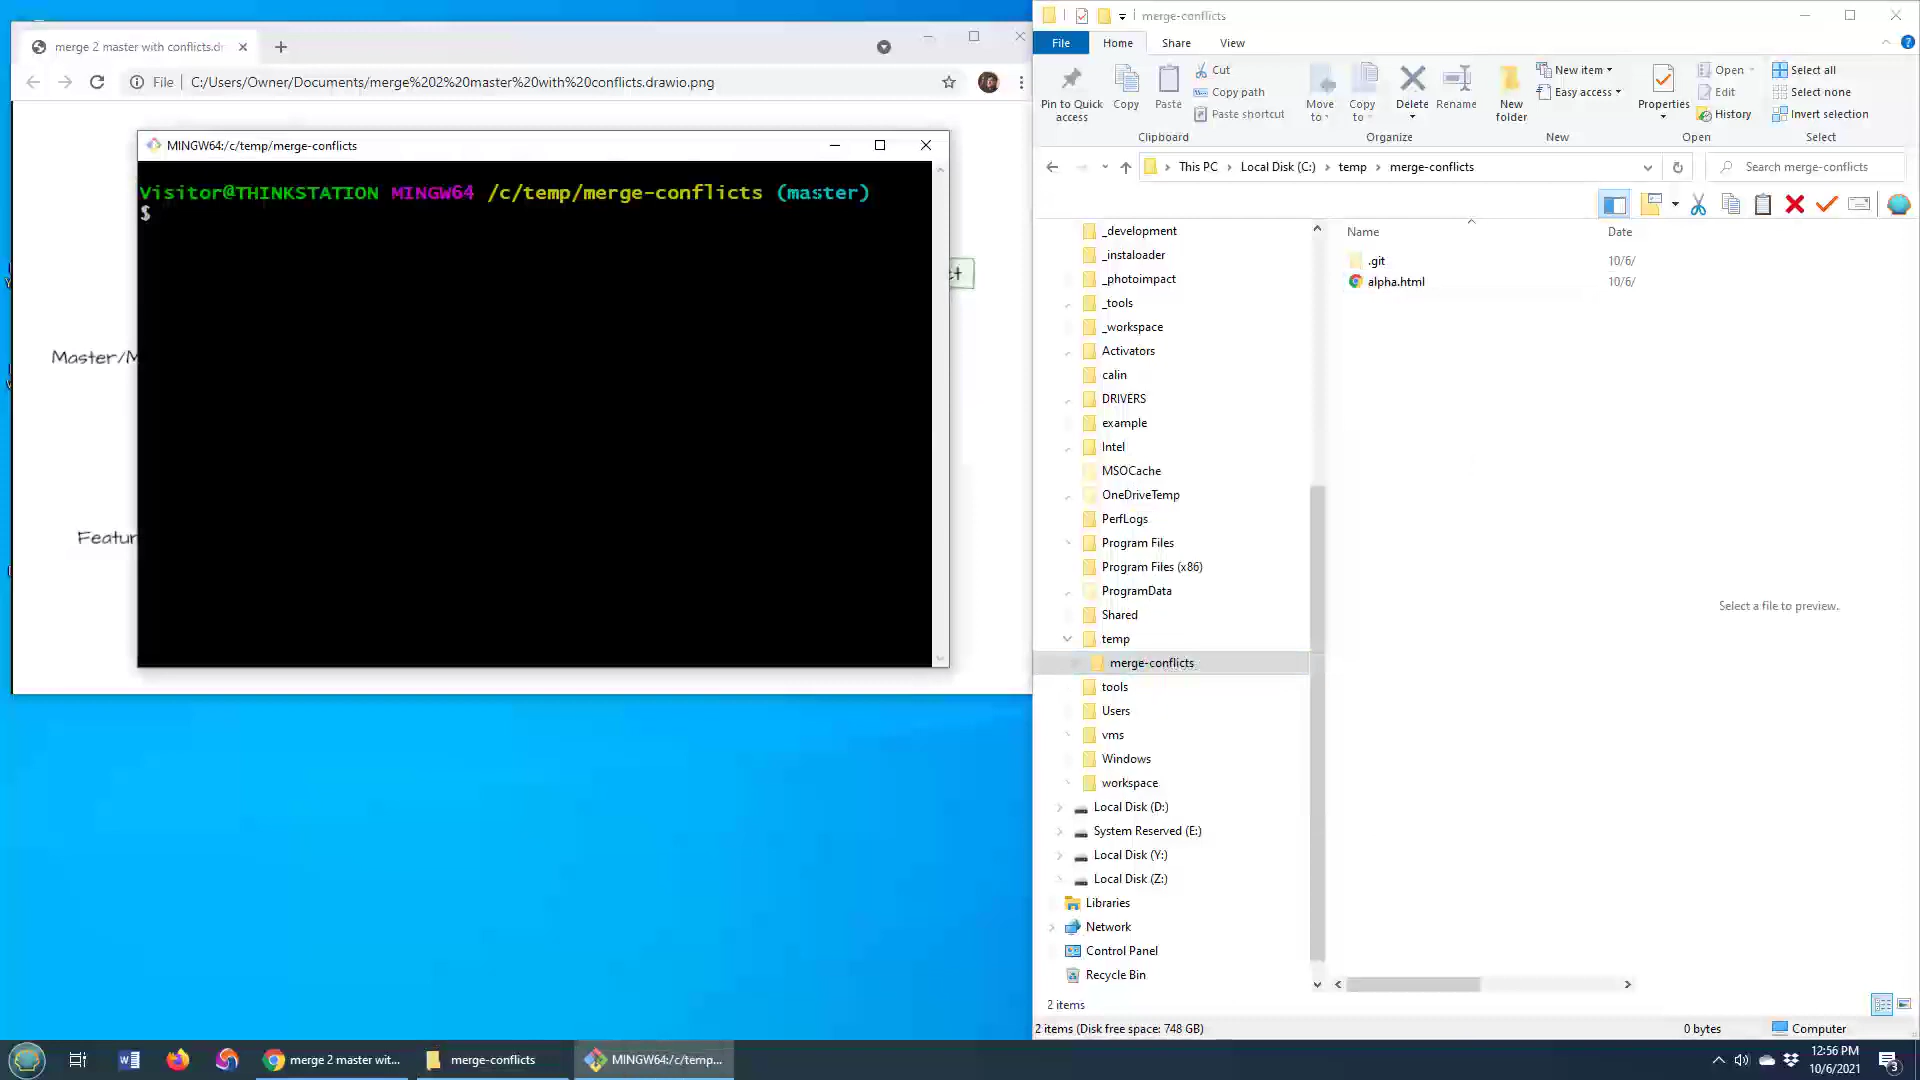 merge 2 master with conflicts.dr
File
C:/Users/Owner/Documents/merge%202%20master%20with%20conflicts.drawio.png
MINGW64:/c/temp/merge-conflicts
Visitor@THINKSTATION MINGW64 /c/temp/merge-conflicts (master)
$
ct
Master/M
Featur
merge-conflicts
File
Home
Share
View
Pin to Quick access
Copy
Paste
Cut
Copy path
Paste shortcut
Clipboard
Move to
Copy to
Delete
Rename
Organize
New folder
New item
Easy access
New
Properties
Open
Edit
History
Open
Select all
Select none
Invert selection
Select
This PC
Local Disk (C:)
temp
merge-conflicts
Search merge-conflicts
_development
_instaloader
_photoimpact
_tools
_workspace
Activators
calin
DRIVERS
example
Intel
MSOCache
OneDriveTemp
PerfLogs
Program Files
Program Files (x86)
ProgramData
Shared
temp
merge-conflicts
tools
Users
vms
Windows
workspace
Local Disk (D:)
System Reserved (E:)
Local Disk (Y:)
Local Disk (Z:)
Libraries
Network
Control Panel
Recycle Bin
Name
Date
.git
10/6/
alpha.html
10/6/
Select a file to preview.
2 items
2 items (Disk free space: 748 GB)
0 bytes
Computer
merge 2 master wit...
merge-conflicts
MINGW64:/c/temp...
12:56 PM
10/6/2021
3